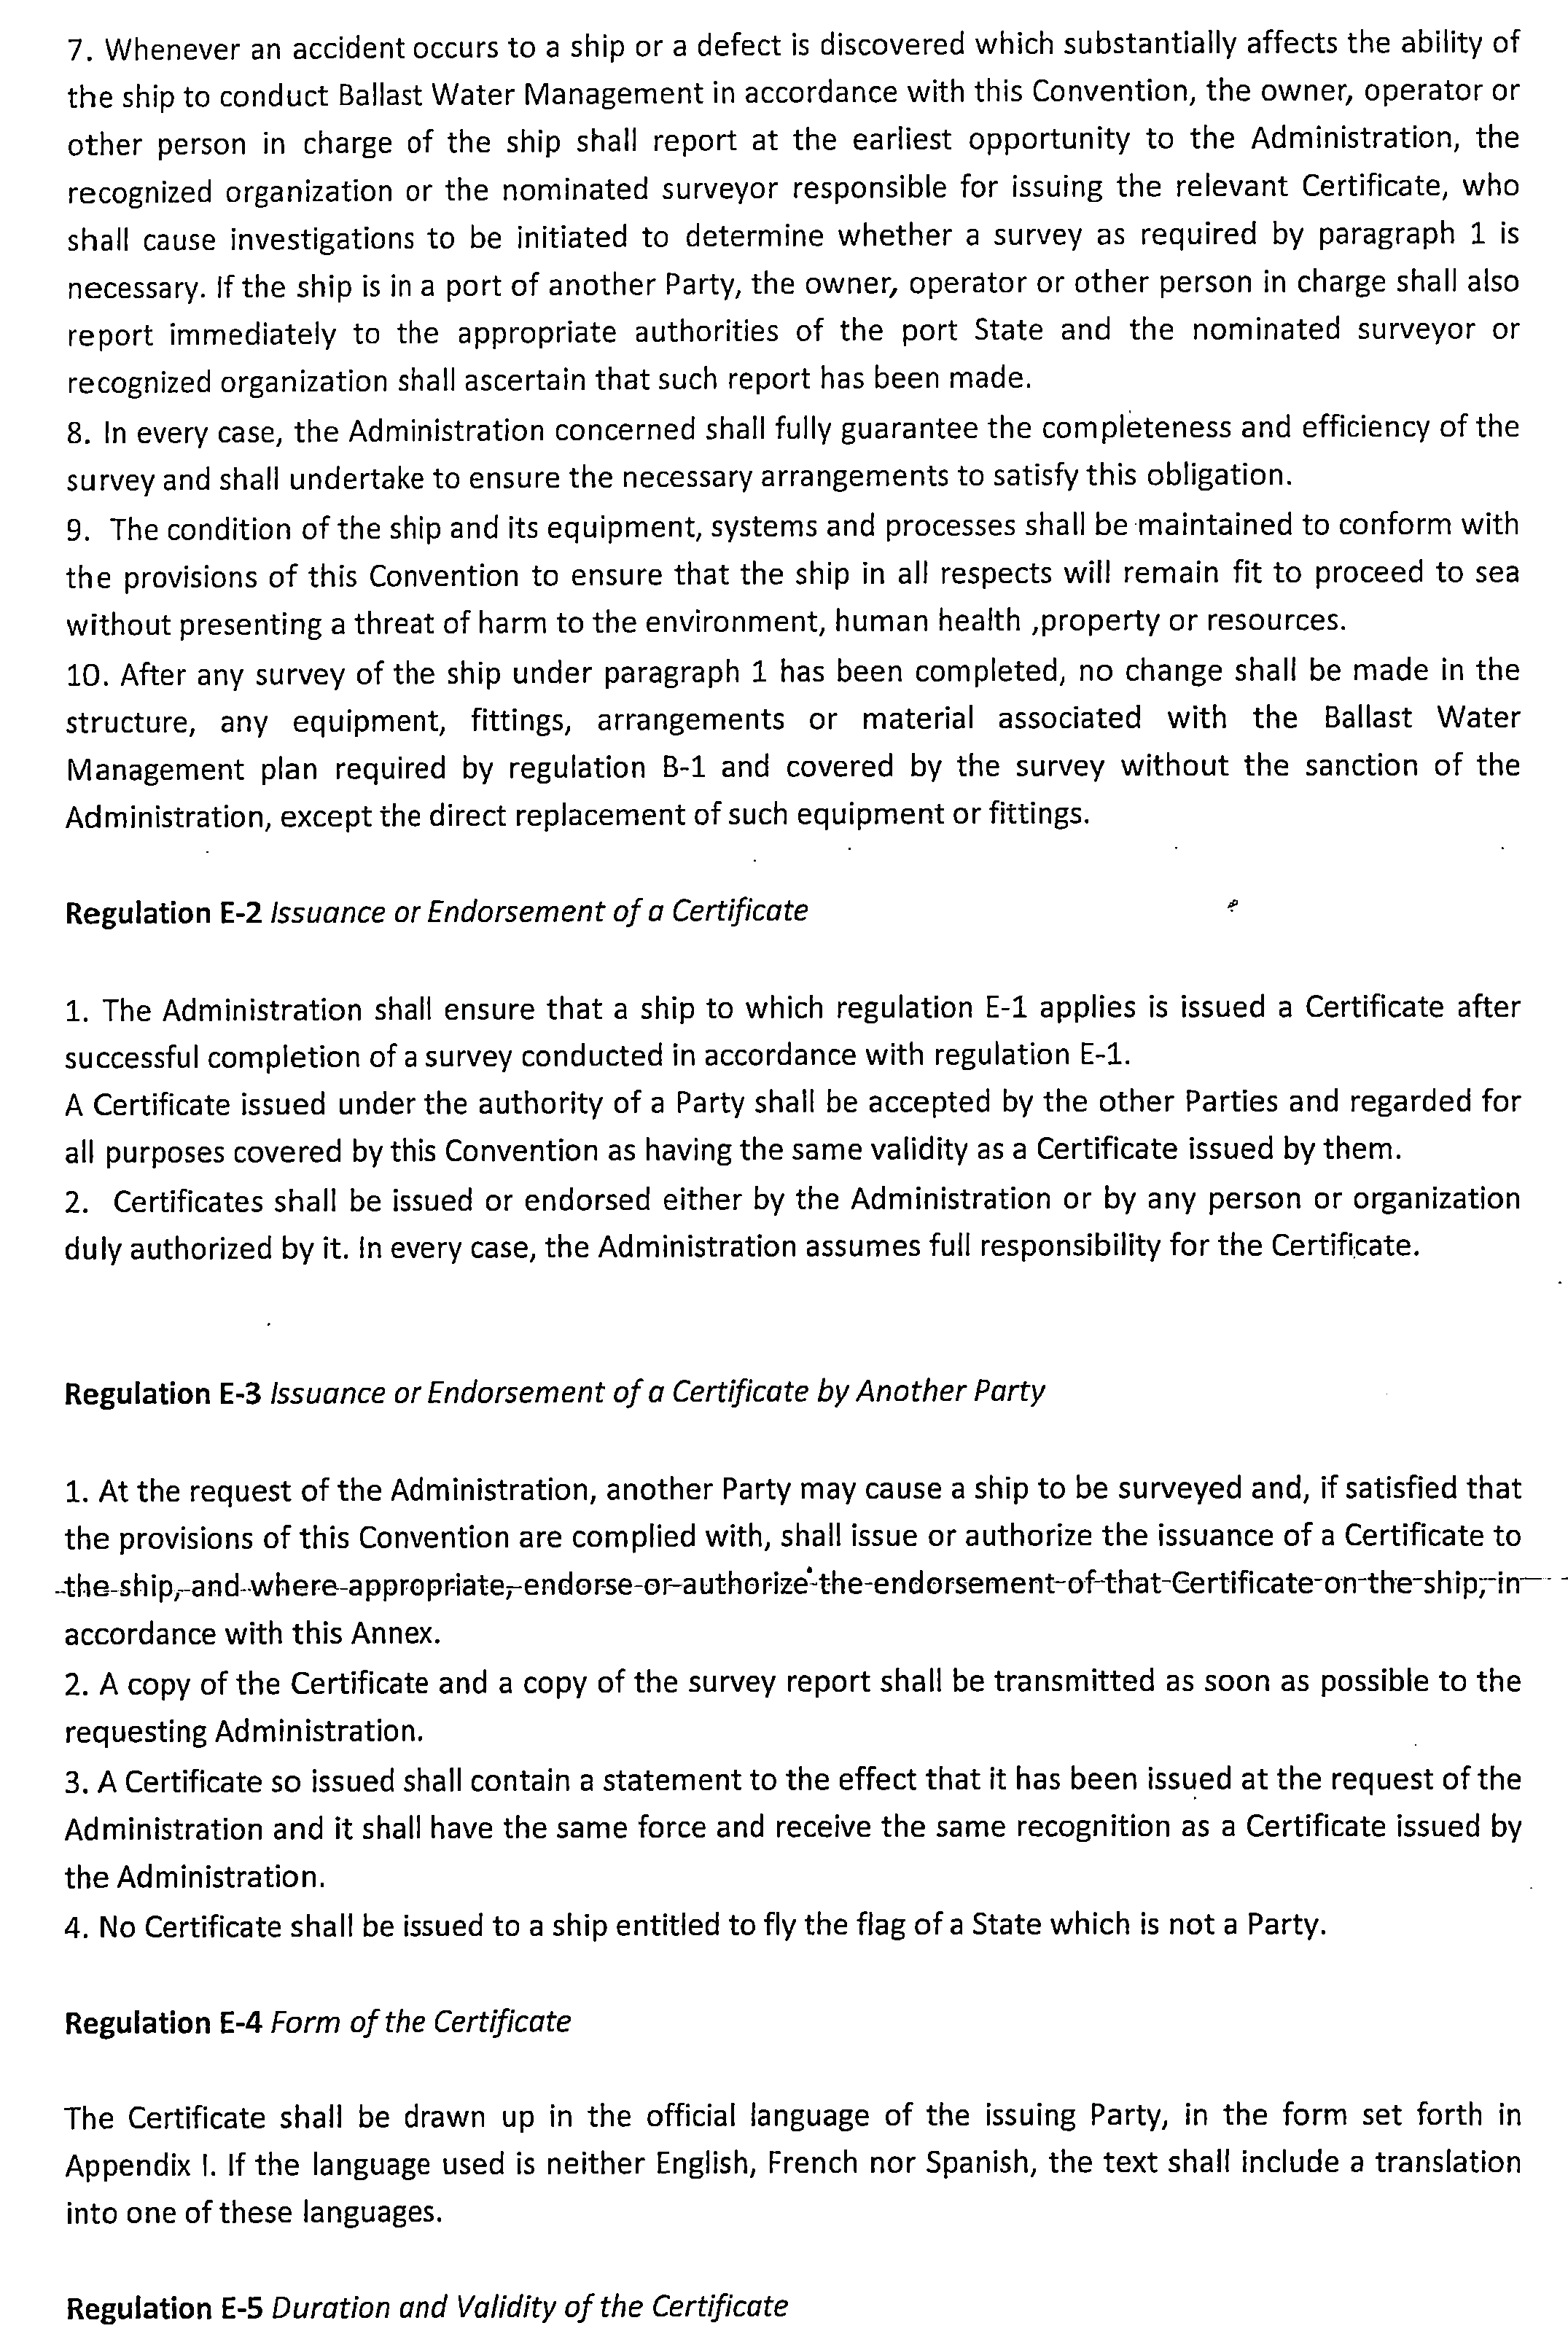 7. Whenever an accident occurs to a ship or a defect is discovered which substantially affects the ability of
the ship to conduct Ballast Water Management in accordance with this Convention, the owner, operator or
other person in charge of the ship shall report at the earliest opportunity to the Administration, the
recognized organization or the nominated surveyor responsible for issuing the relevant Certificate, who
shall cause investigations to be initiated to determine whether a survey as required by paragraph 1 is
necessary. If the ship is in a port of another Party, the owner, operator or other person in charge shall also
report immediately to the appropriate authorities of the port State and the nominated surveyor or
recognized organization shall ascertain that such report has been made.
8. In every case, the Administration concerned shall fully guarantee the completeness and efficiency of the
survey and shall undertake to ensure the necessary arrangements to satisfy this obligation.
9. The condition of the ship and its equipment, systems and processes shall be maintained to conform with
the provisions of this Convention to ensure that the ship in all respects will remain fit to proceed to sea
without presenting a threat of harm to the environment, human health ,property or resources.
10. After any survey of the ship under paragraph 1 has been completed, no change shall be made in the
structure, any equipment, fittings, arrangements or material associated with the Ballast Water
Management plan required by regulation B-1 and covered by the survey without the sanction of the
Administration, except the direct replacement of such equipment or fittings.
Regulation E-2 Issuance or Endorsement of a Certificate
1. The Administration shall ensure that a ship to which regulation E-1 applies is issued a Certificate after
successful completion of a survey conducted in accordance with regulation E-1.
A Certificate issued under the authority of a Party shall be accepted by the other Parties and regarded for
all purposes covered by this Convention as having the same validity as a Certificate issued by them.
2. Certificates shall be issued or endorsed either by the Administration or by any person or organization
duly authorized by it. In every case, the Administration assumes full responsibility for the Certificate.
Regulation E-3 Issuance or Endorsement of a Certificate by Another Party
1. At the request of the Administration, another Party may cause a ship to be surveyed and, if satisfied that
the provisions of this Convention are complied with, shall issue or authorize the issuance of a Certificate to
the ship, and where appropriate, endorse or authorize the endorsement of that Certificate on the ship, in
accordance with this Annex.
2. A copy of the Certificate and a copy of the survey report shall be transmitted as soon as possible to the
requesting Administration.
3. A Certificate so issued shall contain a statement to the effect that it has been issued at the request of the
Administration and it shall have the same force and receive the same recognition as a Certificate issued by
the Administration.
4. No Certificate shall be issued to a ship entitled to fly the flag of a State which is not a Party.
Regulation E-4 Form of the Certificate
The Certificate shall be drawn up in the official language of the issuing Party, in the form set forth in
Appendix I. If the language used is neither English, French nor Spanish, the text shall include a translation
into one of these languages.
Regulation E-5 Duration and Validity of the Certificate